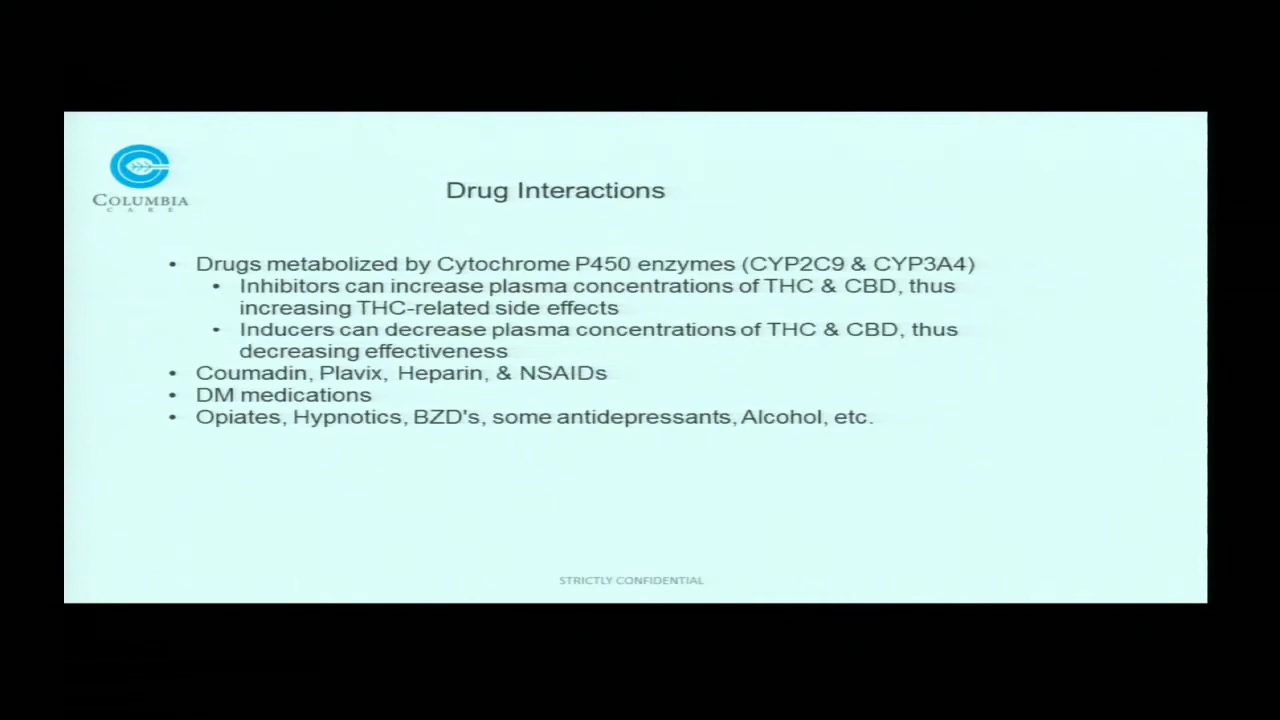 COLUMBIA
CARE
Drug Interactions
• Drugs metabolized by Cytochrome P450 enzymes (CYP2C9 & CYP3A4)
• Inhibitors can increase plasma concentrations of THC & CBD, thus
increasing THC-related side effects
• Inducers can decrease plasma concentrations of THC & CBD, thus
decreasing effectiveness
• Coumadin, Plavix, Heparin, & NSAIDs
• DM medications
• Opiates, Hypnotics, BZD's, some antidepressants, Alcohol, etc.
STRICTLY CONFIDENTIAL